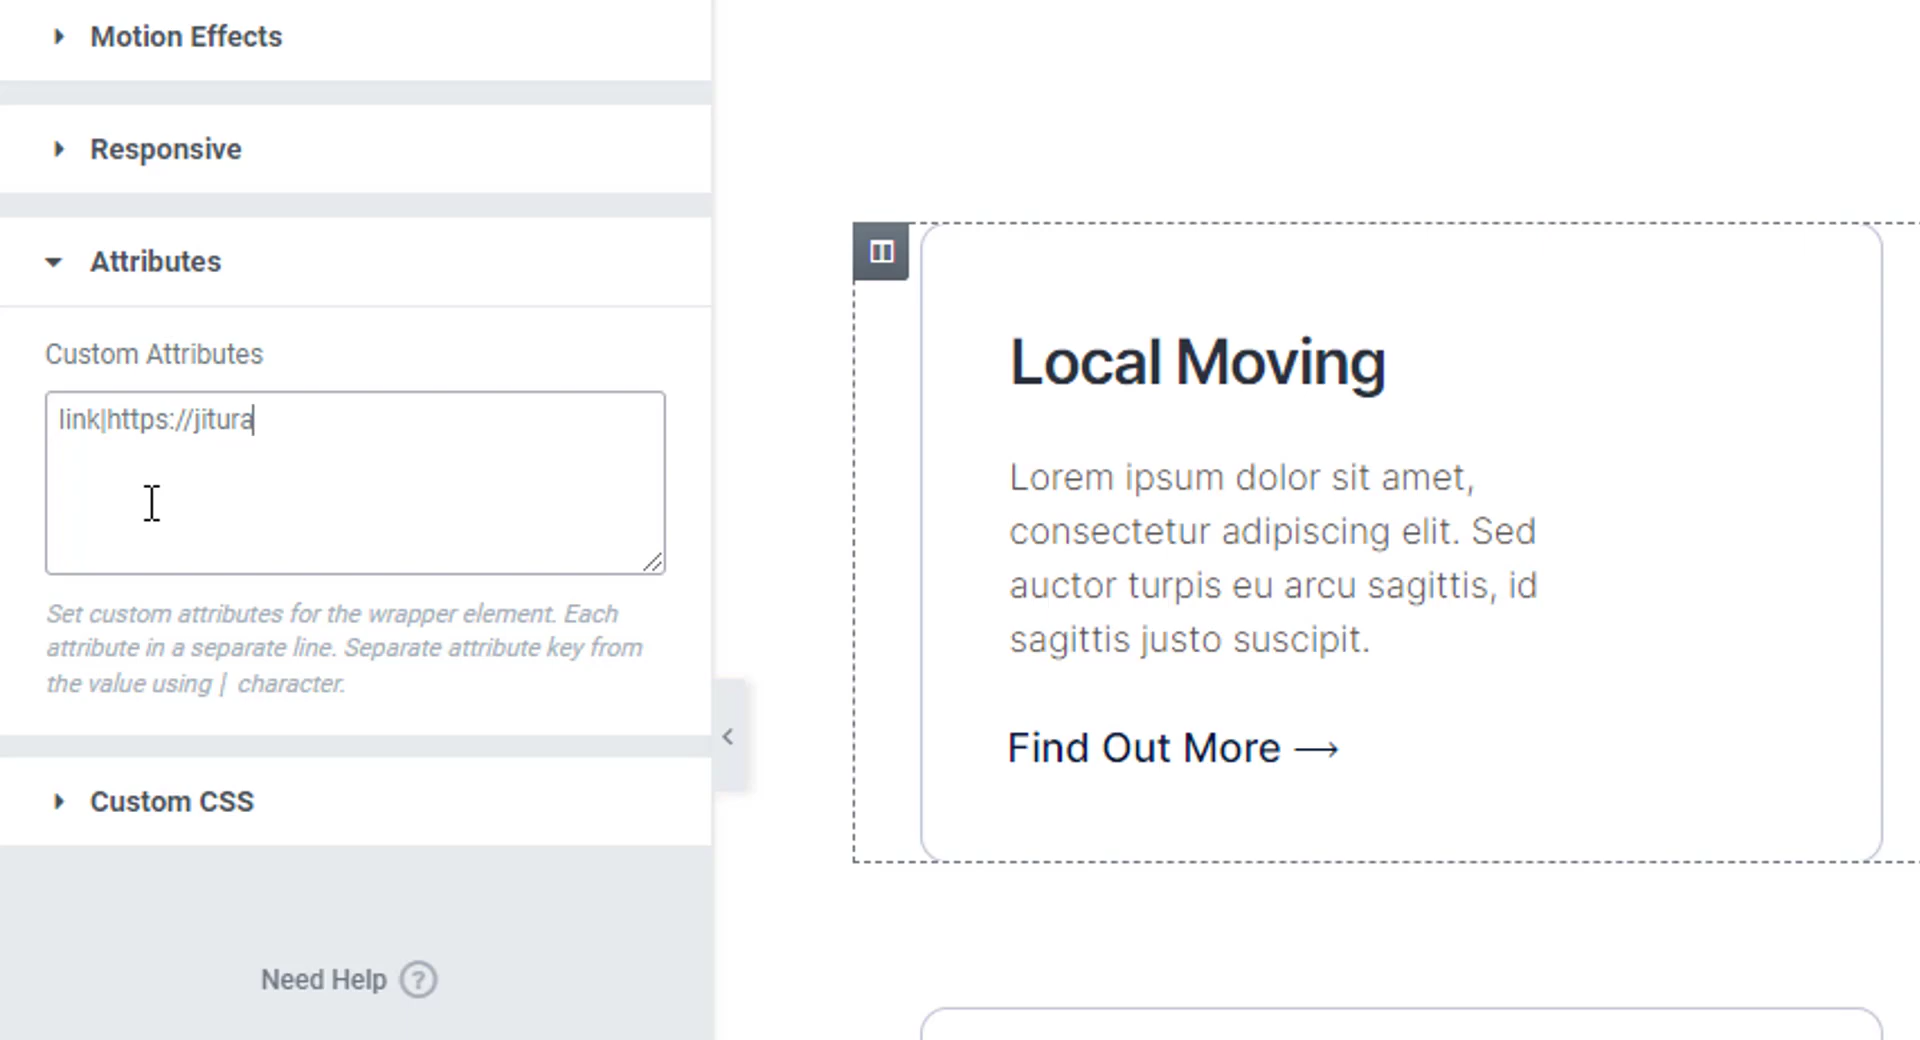 Motion Effects
Responsive
Attributes
Custom Attributes
link|https://jitura
Set custom attributes for the wrapper element. Each
attribute in a separate line. Separate attribute key from
the value using | character.
Custom CSS
Need Help ?
Local Moving
Lorem ipsum dolor sit amet,
consectetur adipiscing elit. Sed
auctor turpis eu arcu sagittis, id
sagittis justo suscipit.
Find Out More ⟶